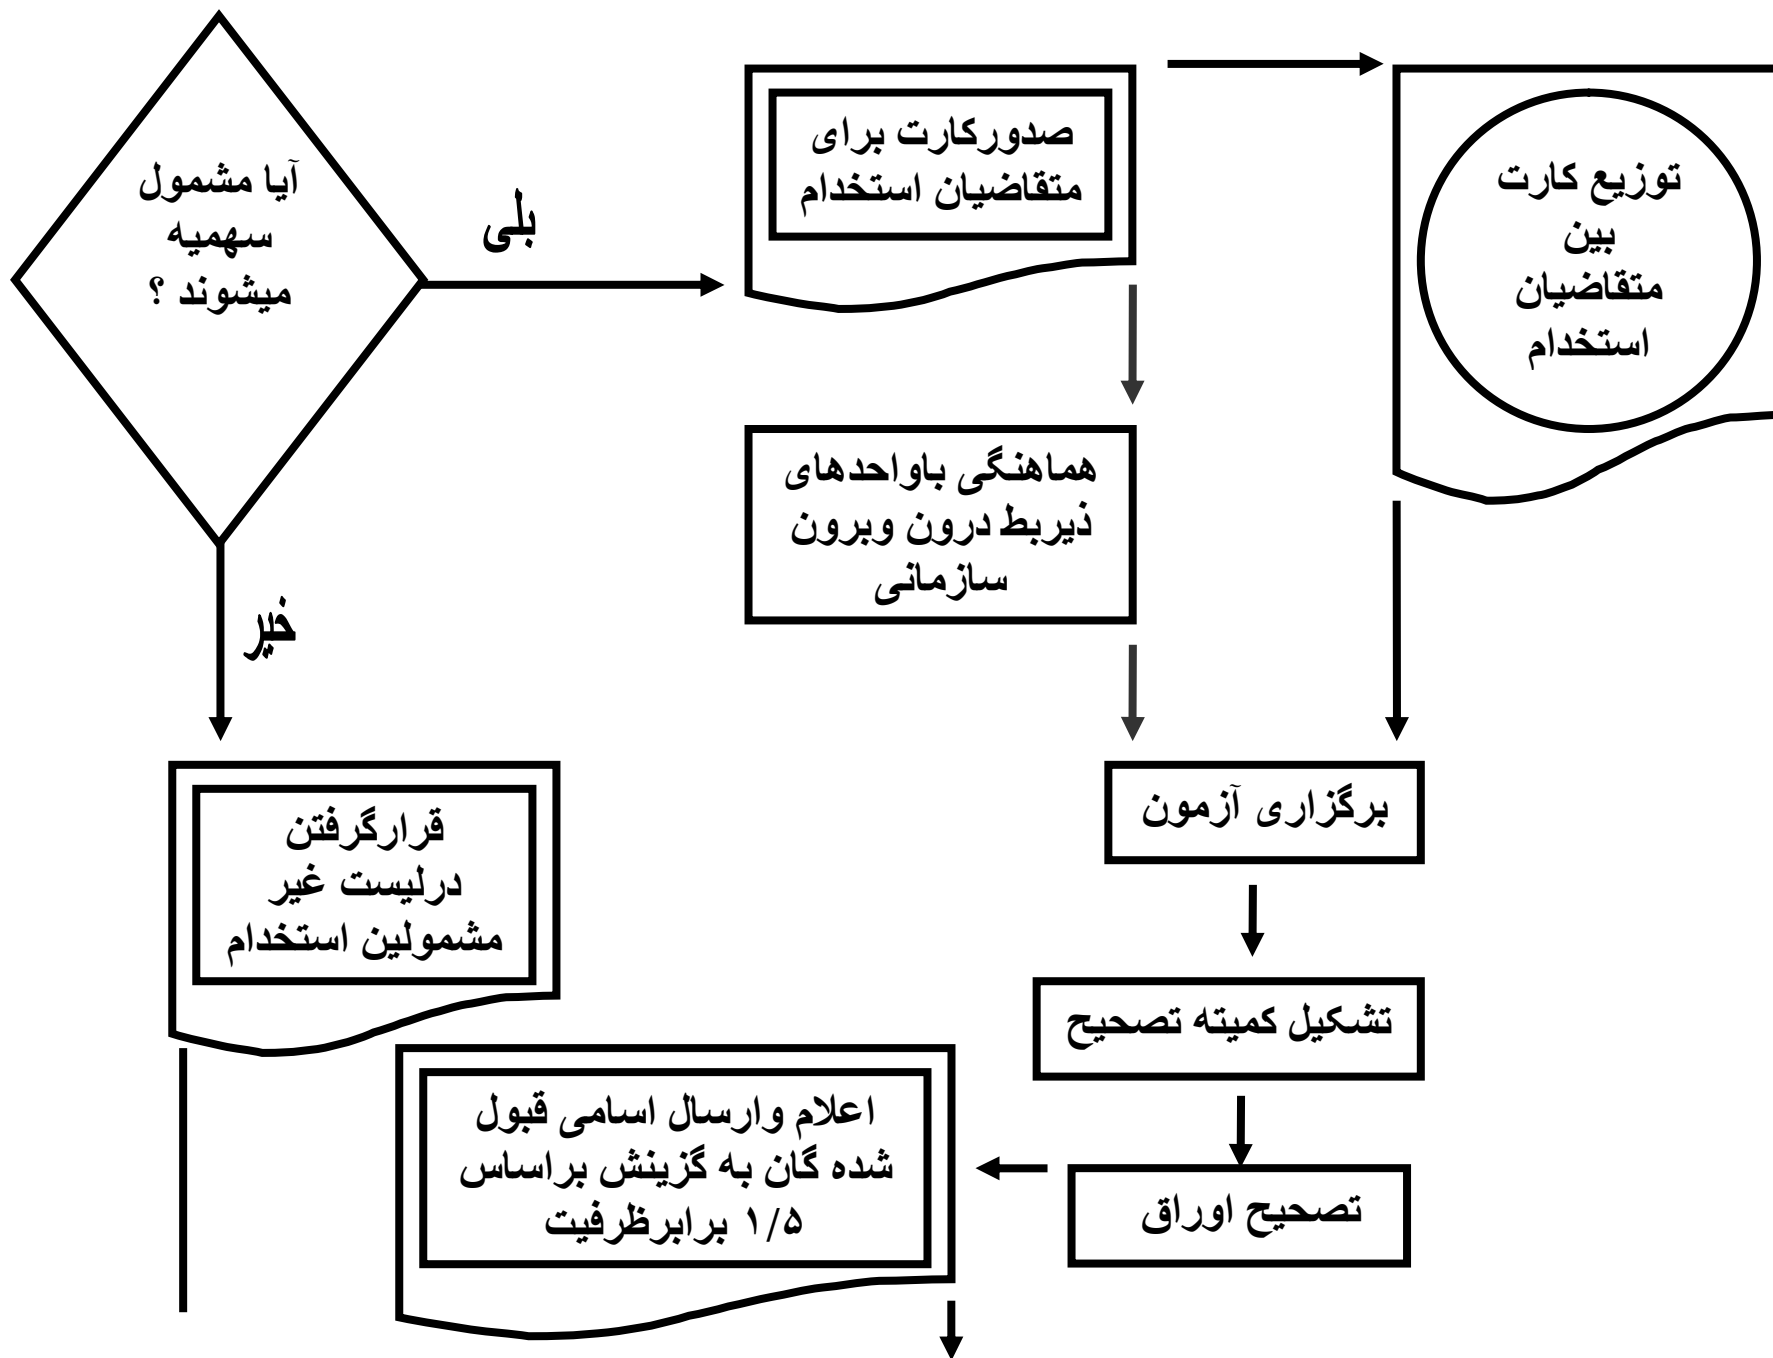 آیا مشمول
سهمیه
میشوند ؟
بلی
خیر
صدورکارت برای
متقاضیان استخدام
توزیع کارت
بین
متقاضیان
استخدام
هماهنگی باواحدهای
ذیربط درون وبرون
سازمانی
برگزاری آزمون
تشکیل کمیته تصحیح
تصحیح اوراق
اعلام وارسال اسامی قبول
شده گان به گزینش براساس
۱/۵ برابرظرفیت
قرارگرفتن
درلیست غیر
مشمولین استخدام